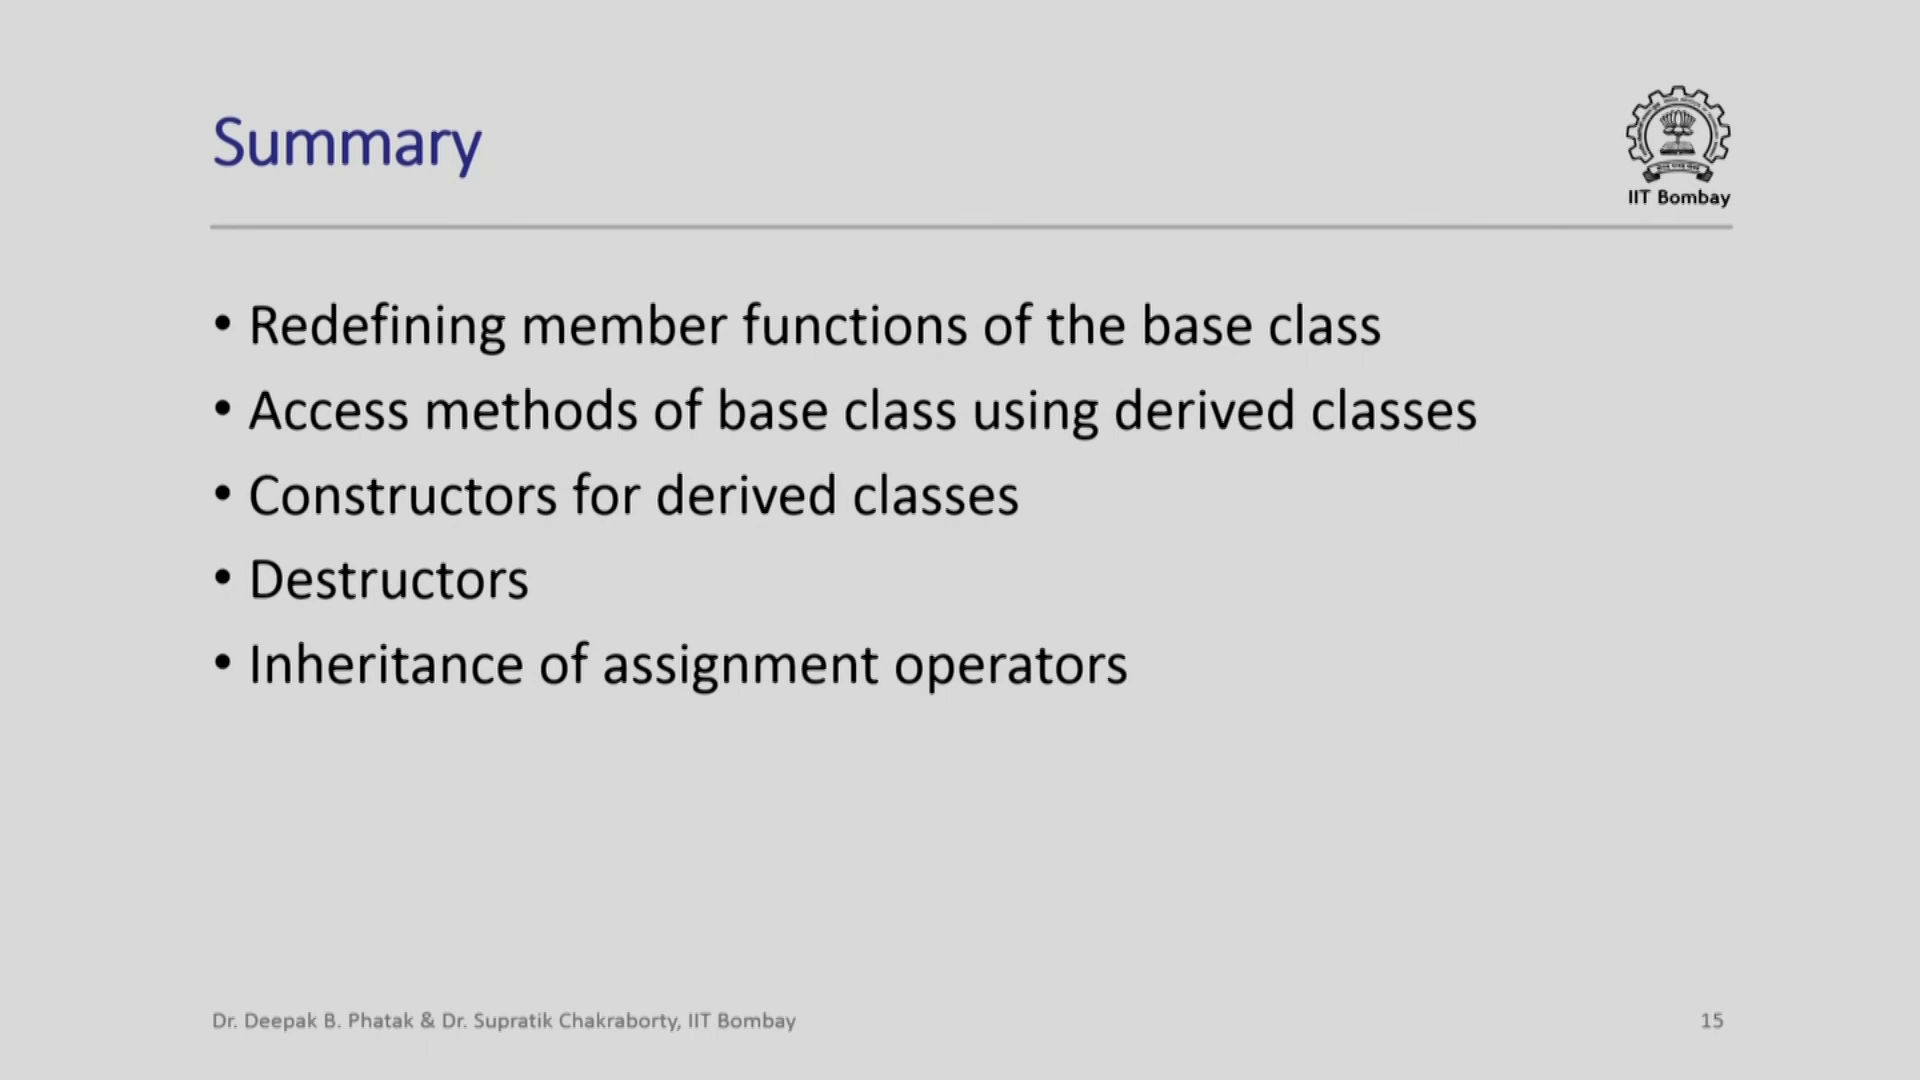 Summary
IIT Bombay
• Redefining member functions of the base class
• Access methods of base class using derived classes
• Constructors for derived classes
• Destructors
• Inheritance of assignment operators
Dr. Deepak B. Phatak & Dr. Supratik Chakraborty, IIT Bombay
15